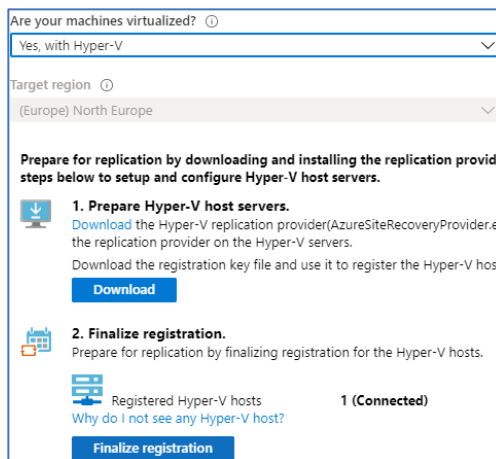 Are your machines virtualized?
Yes, with Hyper-V
Target region
(Europe) North Europe
Prepare for replication by downloading and installing the replication provid
steps below to setup and configure Hyper-V host servers.
1. Prepare Hyper-V host servers.
Download the Hyper-V replication provider(AzureSiteRecoveryProvider.e
the replication provider on the Hyper-V servers.
Download the registration key file and use it to register the Hyper-V hos
Download
2. Finalize registration.
Prepare for replication by finalizing registration for the Hyper-V hosts.
Registered Hyper-V hosts 1 (Connected)
Why do I not see any Hyper-V host?
Finalize registration